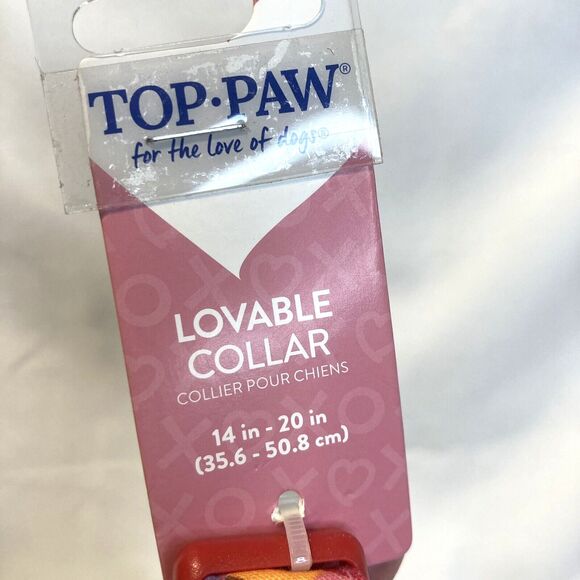 TOP•PAW®
for the love of dogs®
LOVABLE
COLLAR
COLLIER POUR CHIENS
14 in - 20 in
(35.6 - 50.8 cm)